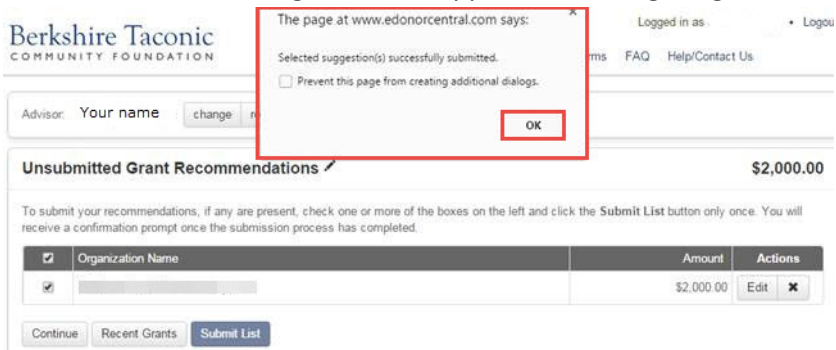 The page at www.edonorcentral.com says:
Selected suggestion(s) successfully submitted.
Prevent this page from creating additional dialogs.
OK
Berkshire Taconic
COMMUNITY FOUNDATION
Logged in as • Logou
FAQ Help/Contact Us
Advisor: Your name change
Unsubmitted Grant Recommendations $2,000.00
To submit your recommendations, if any are present, check one or more of the boxes on the left and click the Submit List button only once. You will
receive a confirmation prompt once the submission process has completed.
Organization Name Amount Actions
$2,000.00 Edit
Continue Recent Grants Submit List